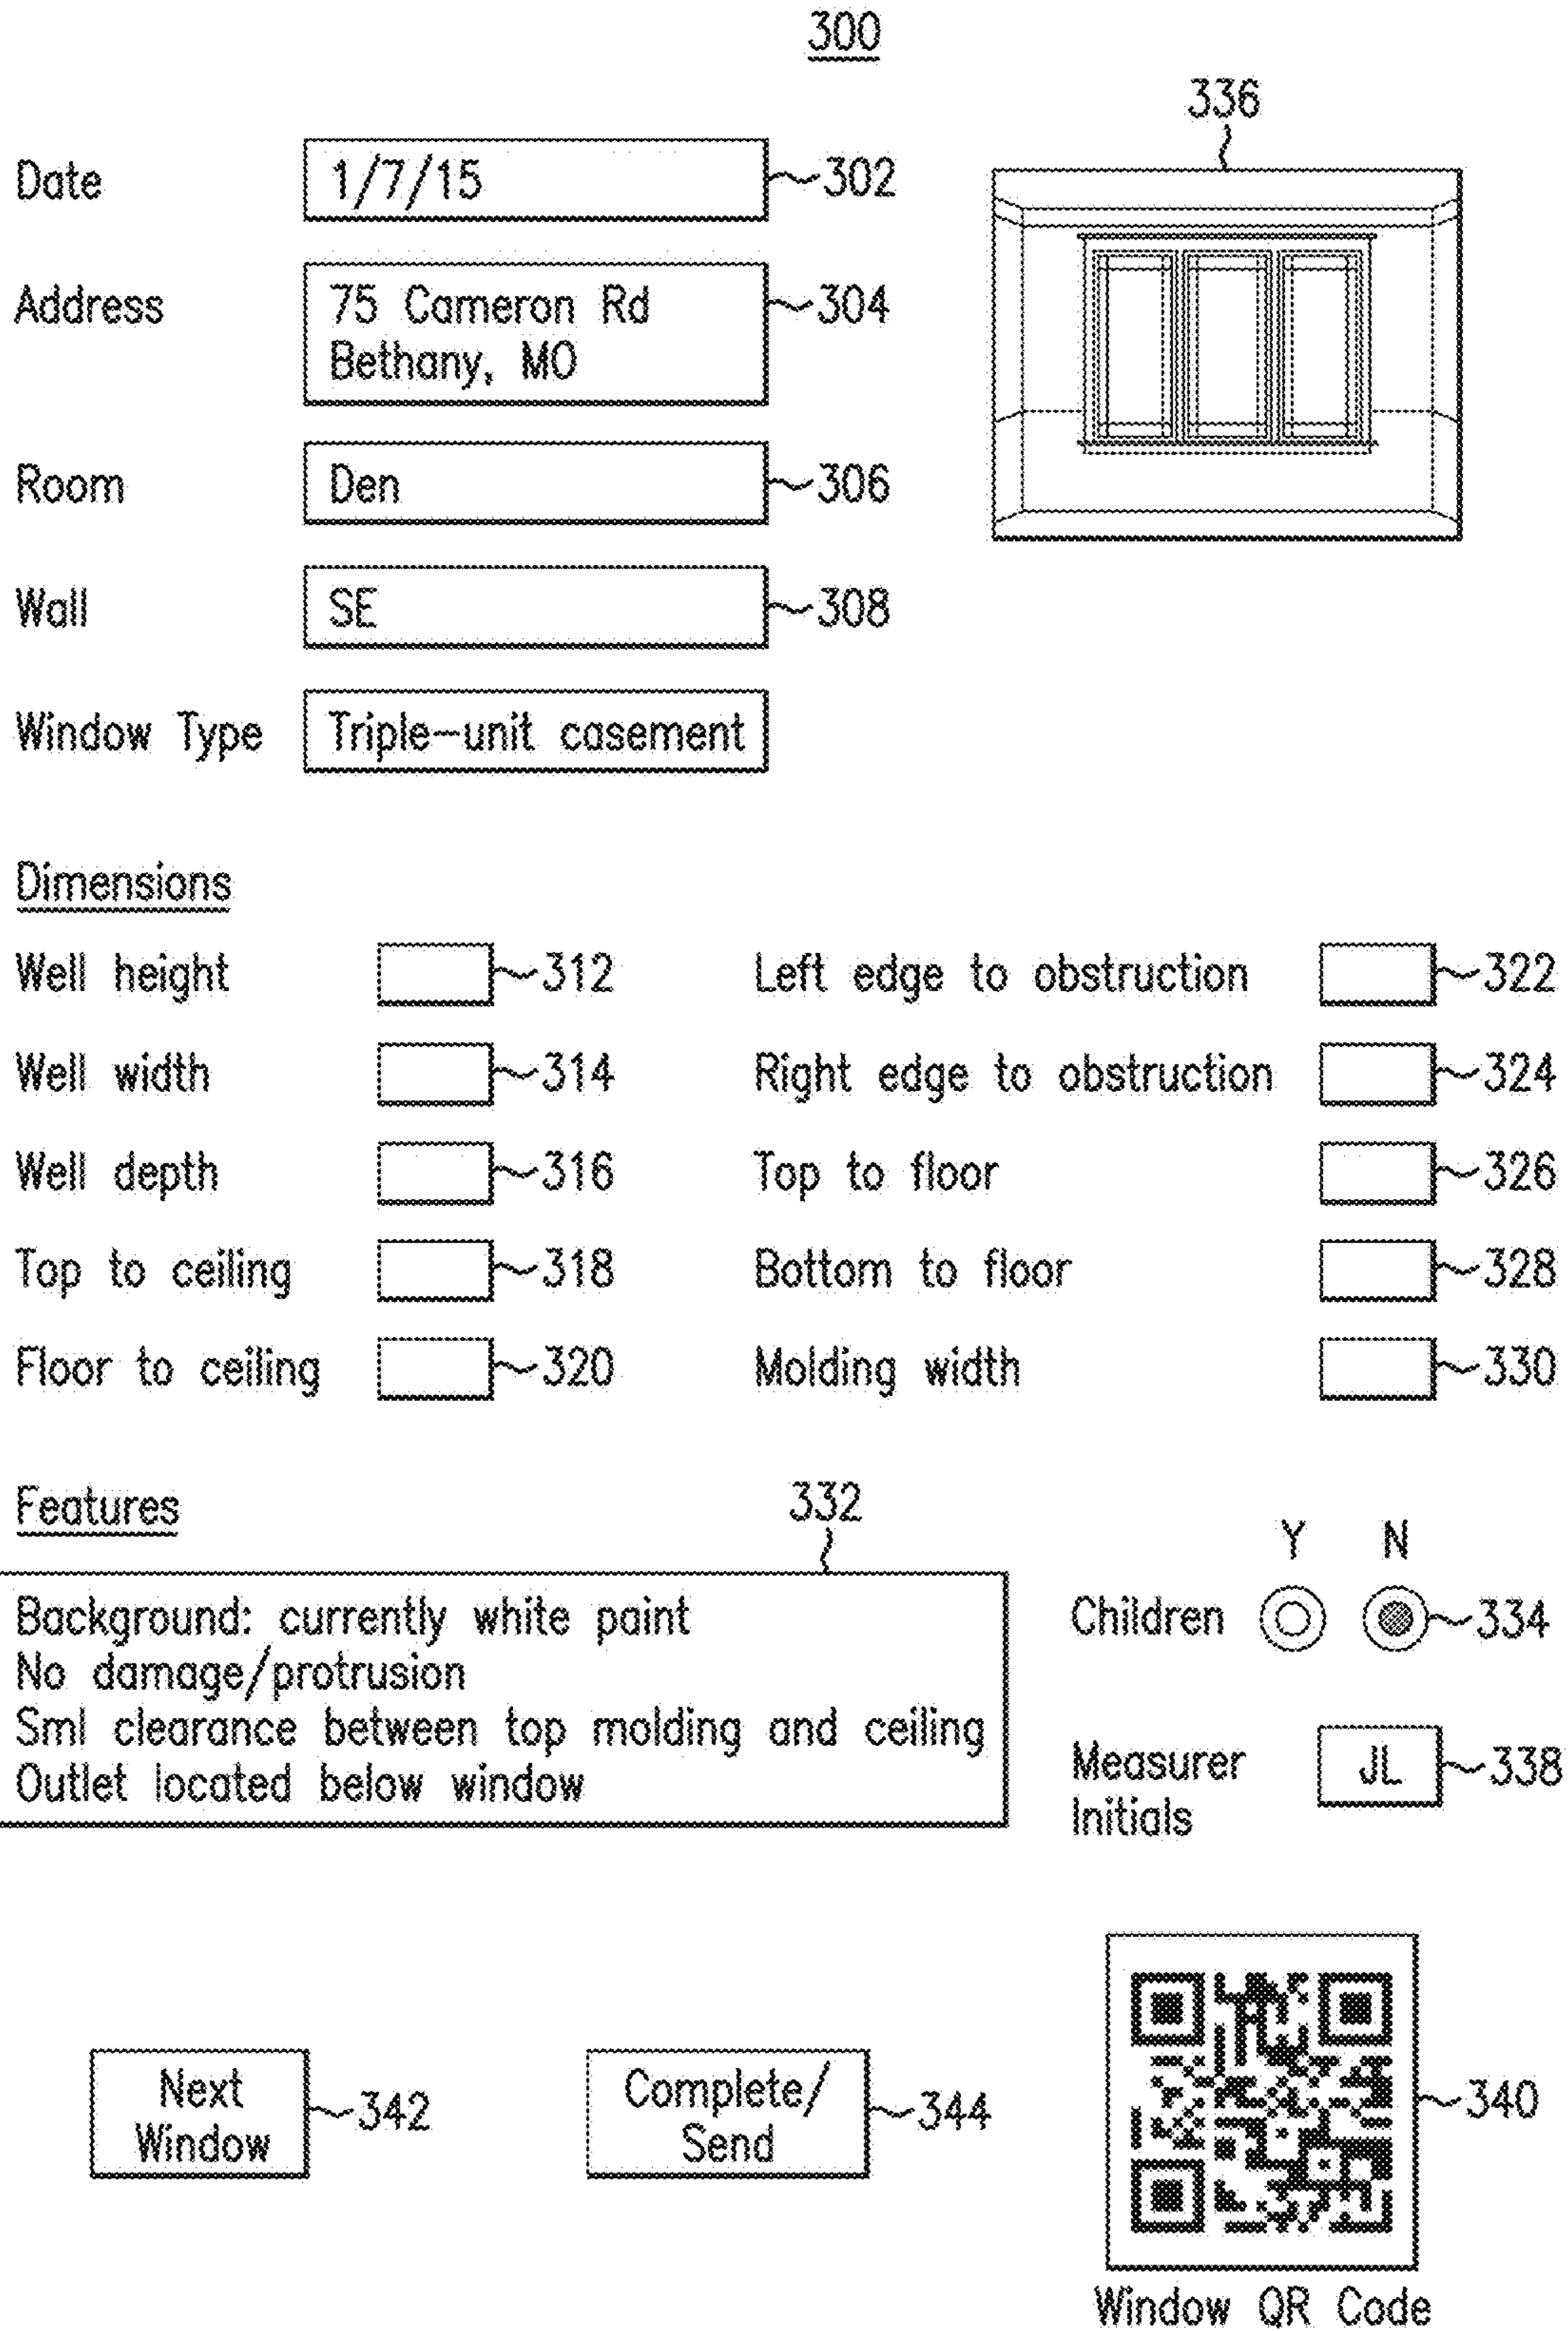 300
336
Date 1/7/15 302
Address 75 Cameron Rd 304
Bethany, MO
Room Den 306
Wall SE 308
Window Type Triple-unit casement
Dimensions
Well height 312 Left edge to obstruction 322
Well width 314 Right edge to obstruction 324
Well depth 316 Top to floor 326
Top to ceiling 318 Bottom to floor 328
Floor to ceiling 320 Molding width 330
Features 332
Y N
Background: currently white paint
No damage/protrusion
Sml clearance between top molding and ceiling
Outlet located below window
Children 334
Measurer JL 338
Initials
Next
Window 342
Complete/
Send 344
340
Window QR Code